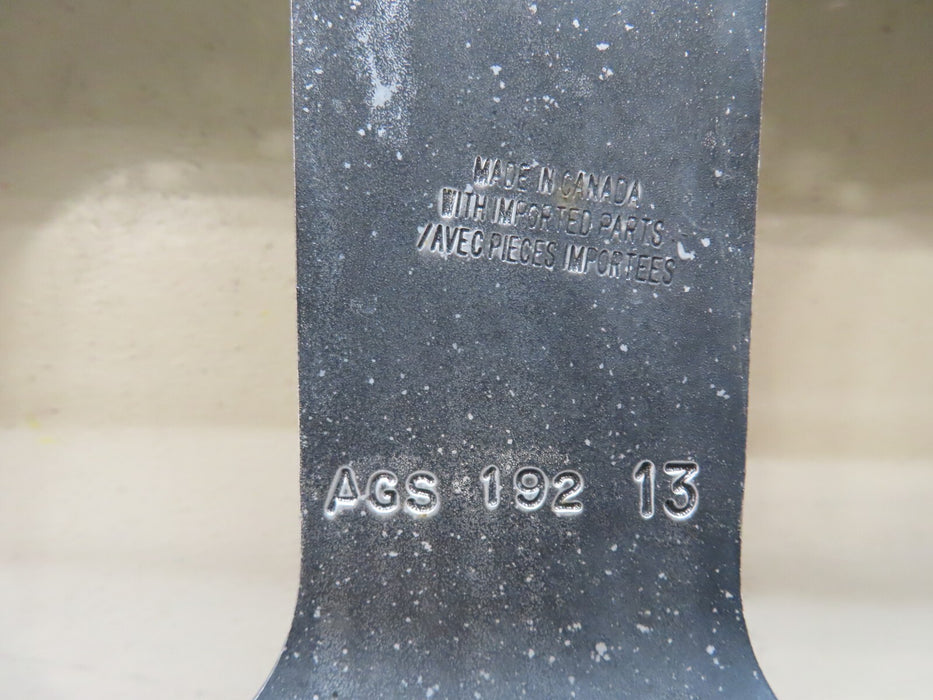 MADE IN CANADA
WITH IMPORTED PARTS
/AVEC PIECES IMPORTEES
AGS 192 13